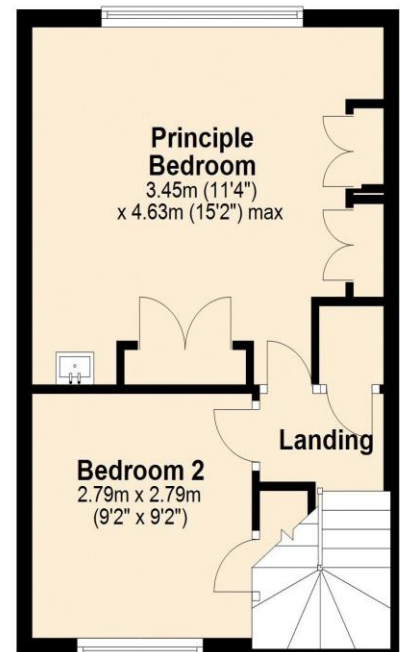 Principle
Bedroom
3.45m (11'4")
x 4.63m (15'2") max
Landing
Bedroom 2
2.79m x 2.79m
(9'2" x 9'2")